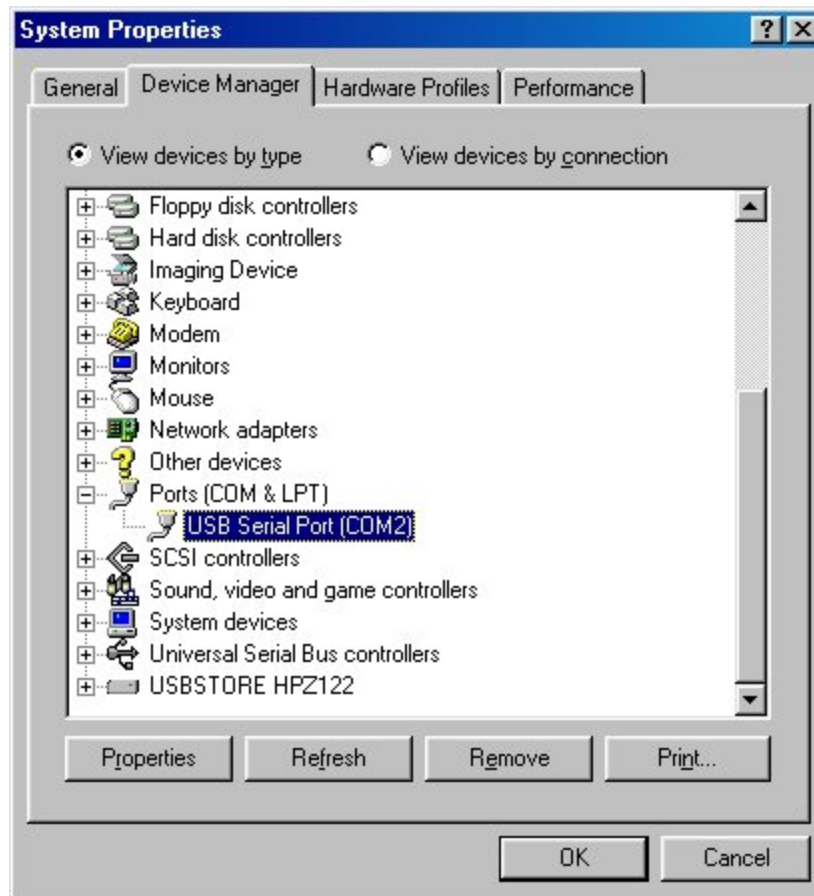 System Properties
General Device Manager Hardware Profiles Performance
View devices by type View devices by connection
Floppy disk controllers
Hard disk controllers
Imaging Device
Keyboard
Modem
Monitors
Mouse
Network adapters
Other devices
Ports (COM & LPT)
USB Serial Port (COM2)
SCSI controllers
Sound, video and game controllers
System devices
Universal Serial Bus controllers
USBSTORE HPZ122
Properties Refresh Remove Print...
OK Cancel